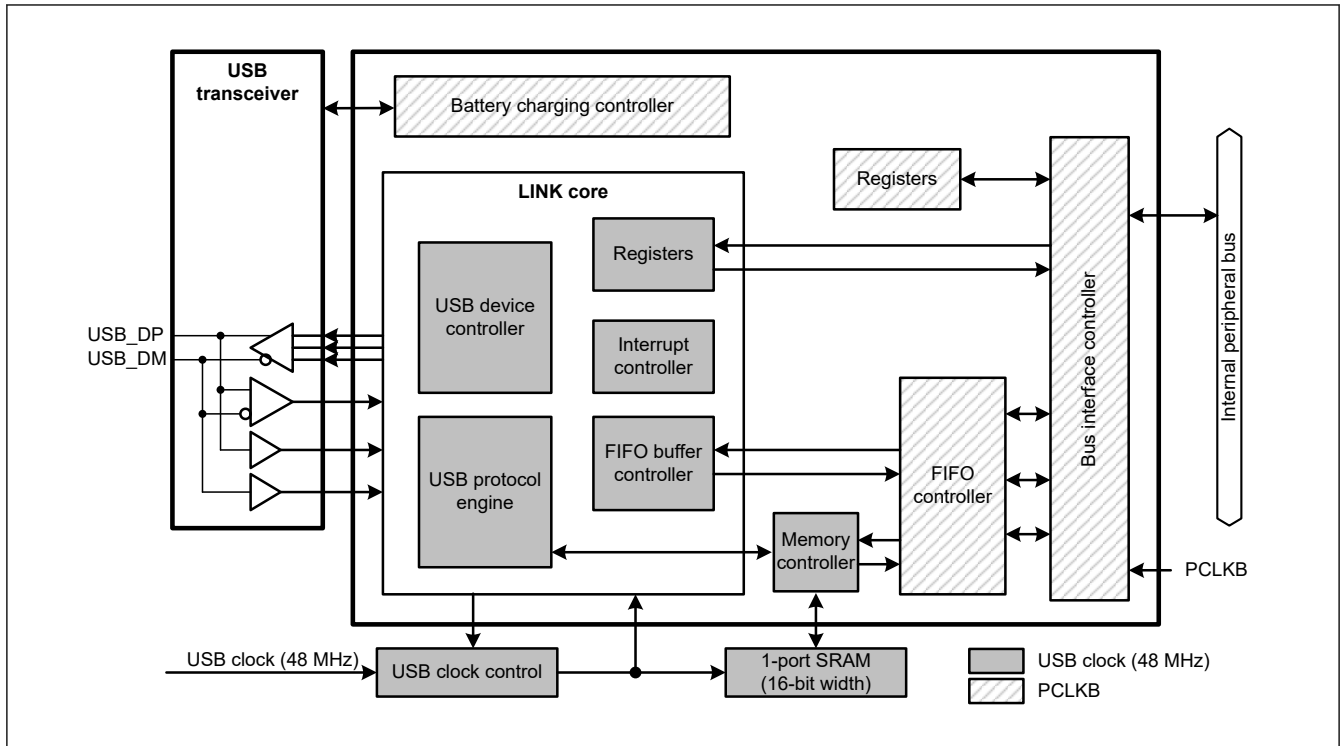 USB
transceiver
Battery charging controller
LINK core
Registers
Registers
USB device
controller
Interrupt
controller
USB_DP
USB_DM
USB protocol
engine
FIFO buffer
controller
FIFO
controller
Memory
controller
Bus interface controller
Internal peripheral bus
PCLKB
USB clock (48 MHz)
USB clock control
1-port SRAM
(16-bit width)
USB clock (48 MHz)
PCLKB